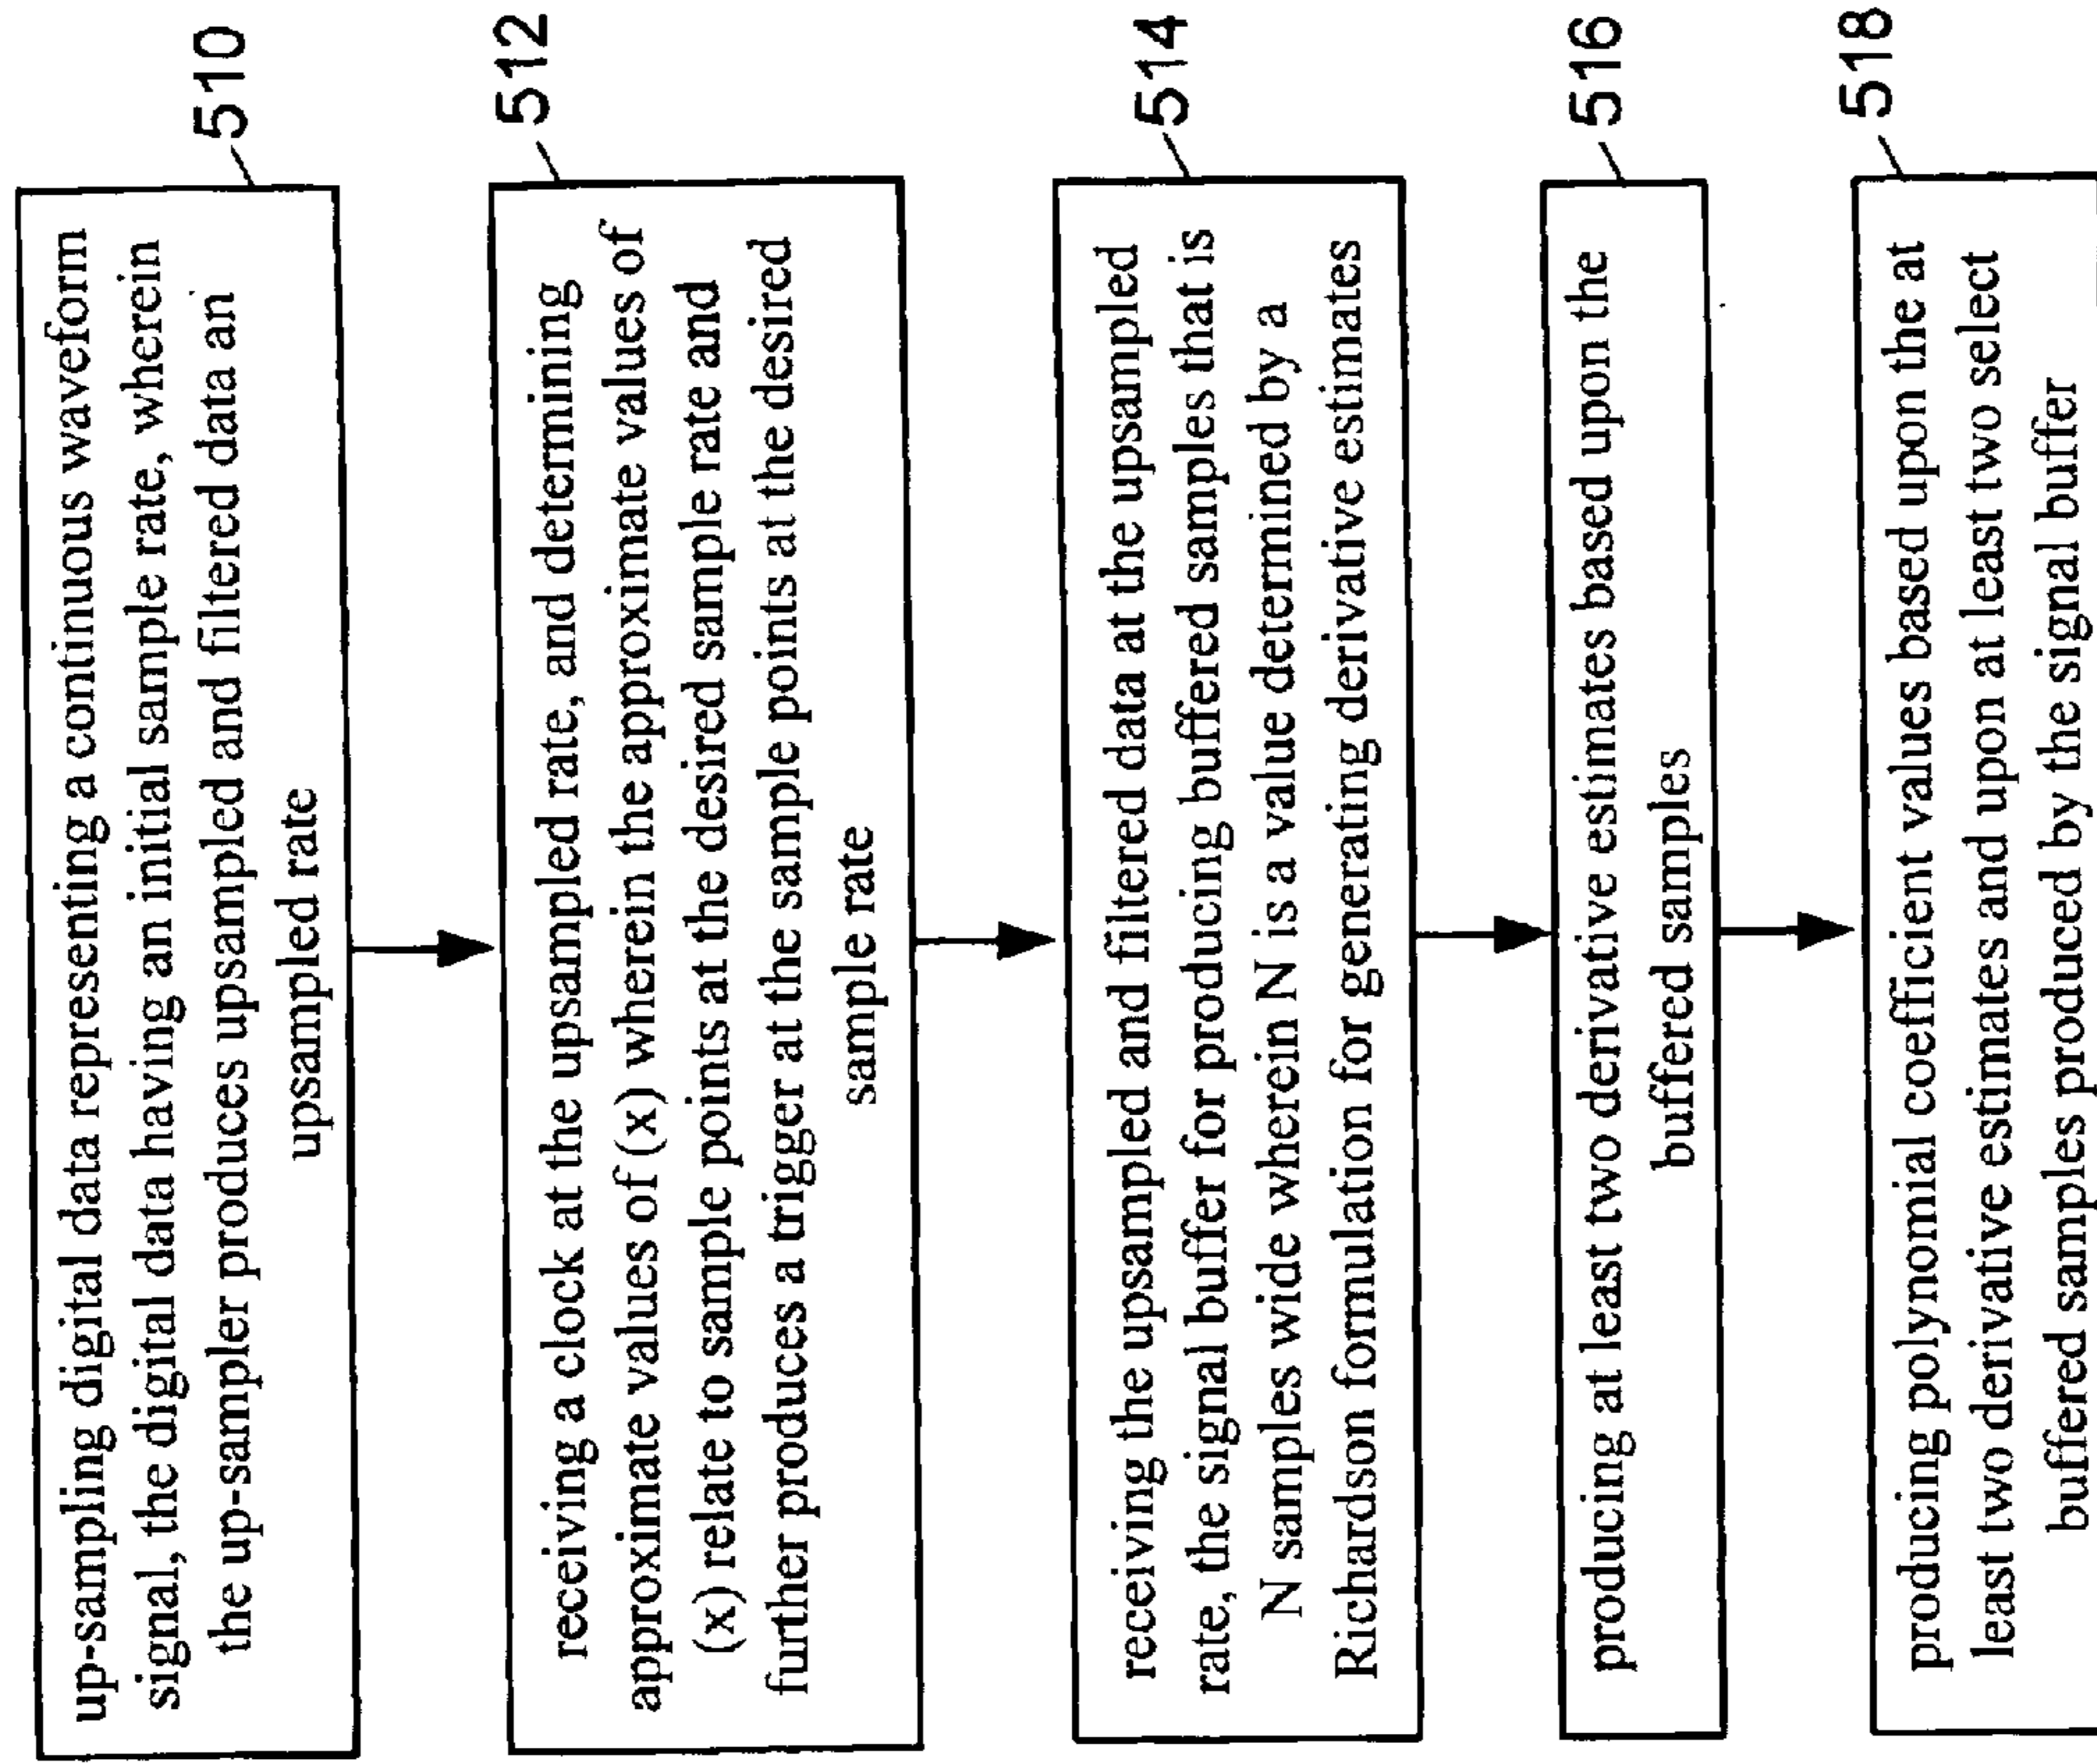 up-sampling digital data representing a continuous waveform
signal, the digital data having an initial sample rate, wherein
the up-sampler produces upsampled and filtered data an
upsampled rate
510
receiving a clock at the upsampled rate, and determining
approximate values of (x) wherein the approximate values of
(x) relate to sample points at the desired sample rate and
further produces a trigger at the sample points at the desired
sample rate
512
receiving the upsampled and filtered data at the upsampled
rate, the signal buffer for producing buffered samples that is
N samples wide wherein N is a value determined by a
Richardson formulation for generating derivative estimates
514
producing at least two derivative estimates based upon the
buffered samples
516
producing polynomial coefficient values based upon the at
least two derivative estimates and upon at least two select
buffered samples produced by the signal buffer
518